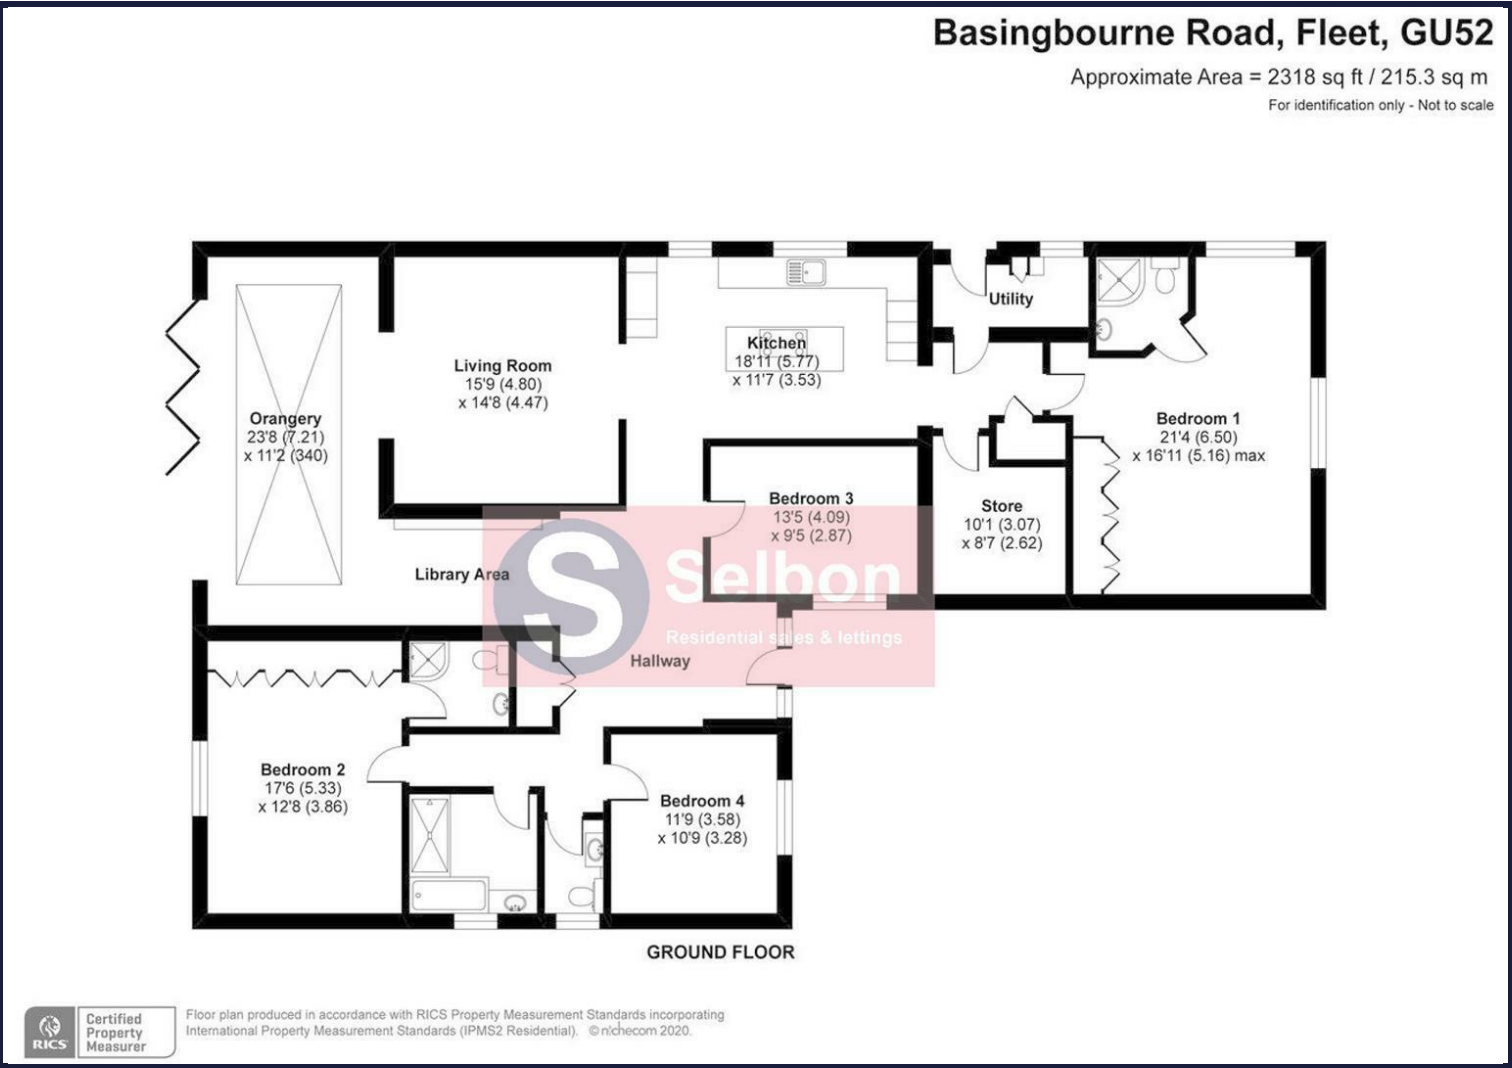 Basingbourne Road, Fleet, GU52
Approximate Area = 2318 sq ft / 215.3 sq m
For identification only - Not to scale
Utility
Kitchen
18'11 (5.77)
x 11'7 (3.53)
Living Room
15'9 (4.80)
x 14'8 (4.47)
Orangery
23'8 (7.21)
x 11'2 (340)
Bedroom 1
21'4 (6.50)
x 16'11 (5.16) max
Bedroom 3
13'5 (4.09)
x 9'5 (2.87)
Store
10'1 (3.07)
x 8'7 (2.62)
Library Area
S
Selbon
Residential sales & lettings
Hallway
Bedroom 2
17'6 (5.33)
x 12'8 (3.86)
Bedroom 4
11'9 (3.58)
x 10'9 (3.28)
GROUND FLOOR
RICS
Certified
Property
Measurer
Floor plan produced in accordance with RICS Property Measurement Standards incorporating
International Property Measurement Standards (IPMS2 Residential). © nichecom 2020.